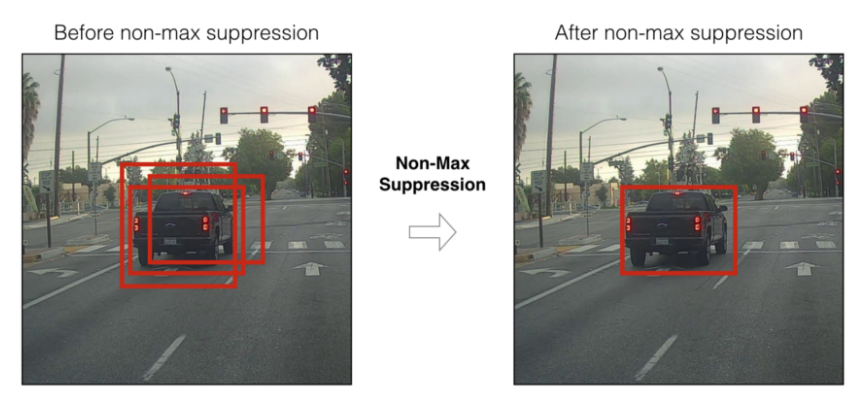 Before non-max suppression
After non-max suppression
Non-Max
Suppression